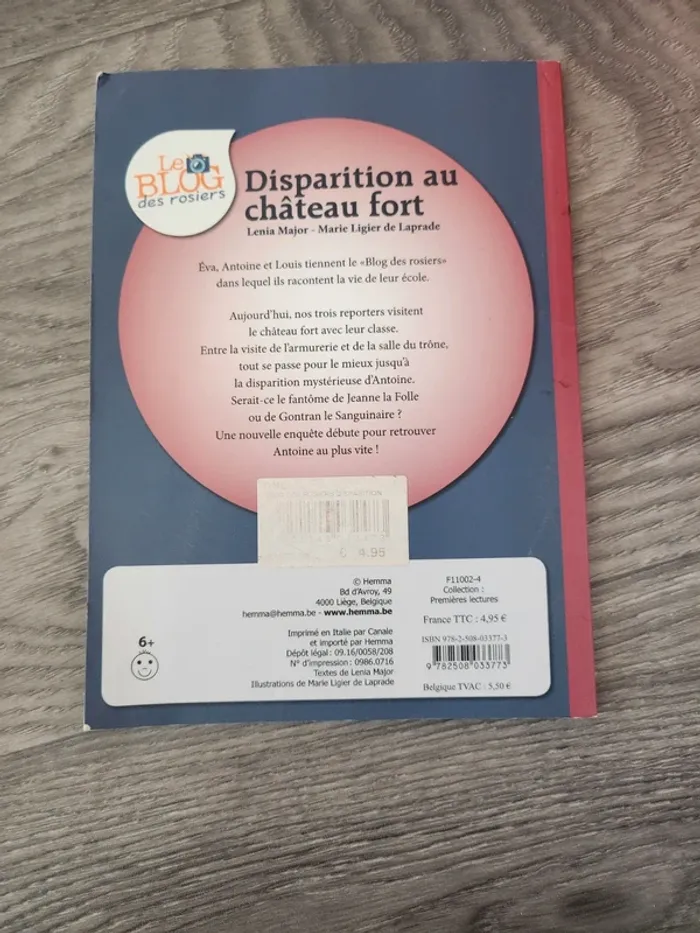 Le
BLOG
des rosiers
Disparition au
château fort
Lenia Major - Marie Ligier de Laprade
Éva, Antoine et Louis tiennent le «Blog des rosiers»
dans lequel ils racontent la vie de leur école.
Aujourd'hui, nos trois reporters visitent
le château fort avec leur classe.
Entre la visite de l'armurerie et de la salle du trône,
tout se passe pour le mieux jusqu'à
la disparition mystérieuse d'Antoine.
Serait-ce le fantôme de Jeanne la Folle
ou de Gontran le Sanguinaire ?
Une nouvelle enquête débute pour retrouver
Antoine au plus vite !
€ 4.95
© Hemma
Bd d'Avroy, 49
4000 Liège, Belgique
hemma@hemma.be - www.hemma.be
Imprimé en Italie par Canale
et importé par Hemma
Dépôt légal : 09.16/0058/208
N° d'impression : 0986.0716
Textes de Lenia Major
Illustrations de Marie Ligier de Laprade
6+
F11002-4
Collection :
Premières lectures
France TTC : 4,95 €
ISBN 978-2-508-03377-3
9 782508 033773
Belgique TVAC : 5,50 €